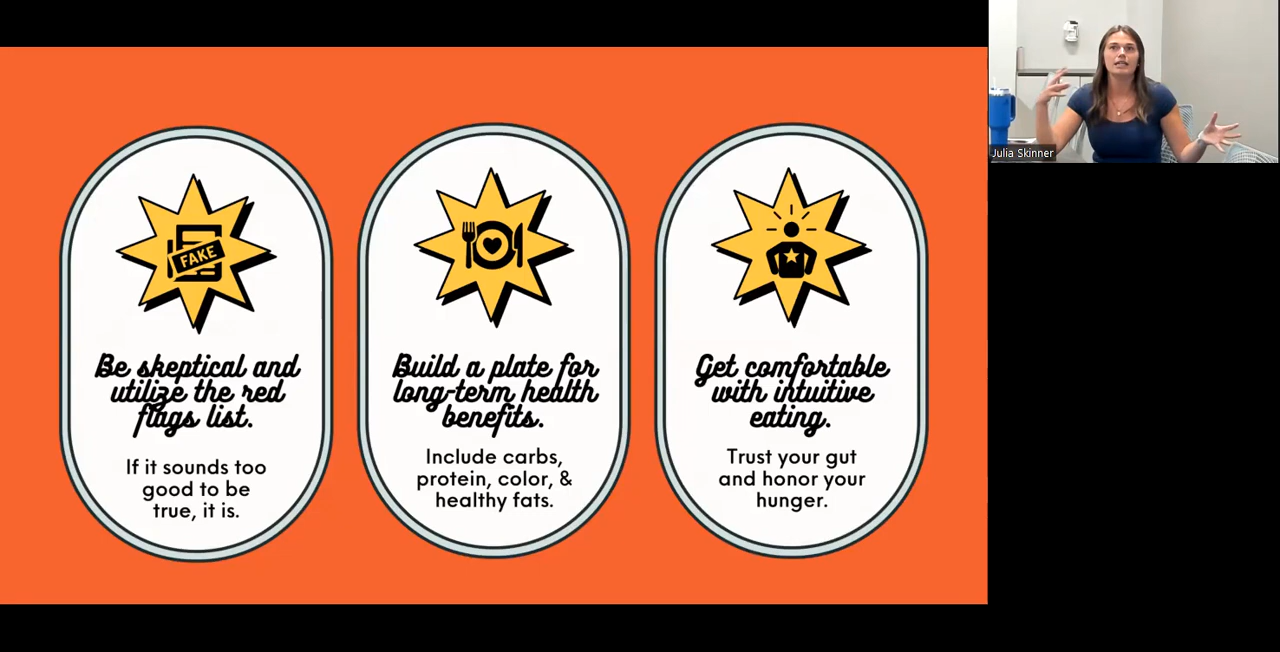 FAKE
Be skeptical and
utilize the red
flags list.
If it sounds too
good to be
true, it is.
Build a plate for
long-term health
benefits.
Include carbs,
protein, color, &
healthy fats.
Get comfortable
with intuitive
eating.
Trust your gut
and honor your
hunger.
Julia Skinner